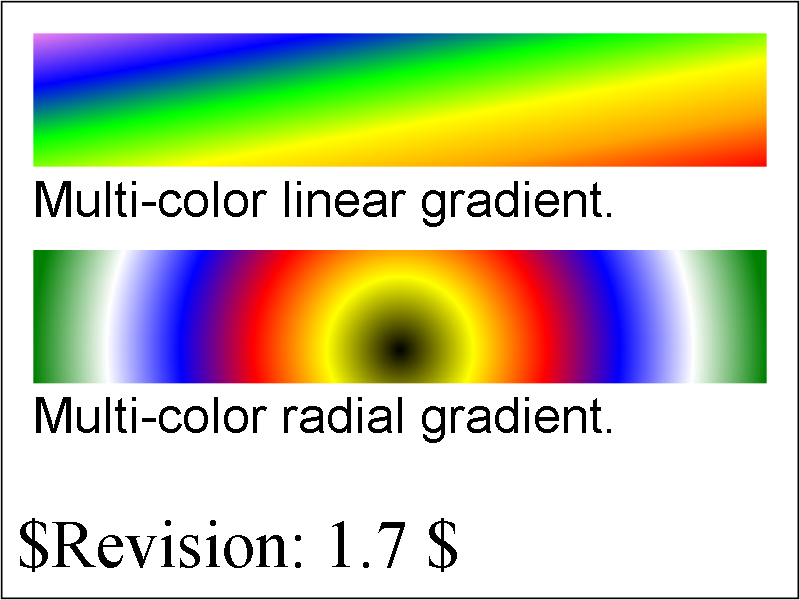 Multi-color linear gradient.
Multi-color radial gradient.
$Revision: 1.7 $